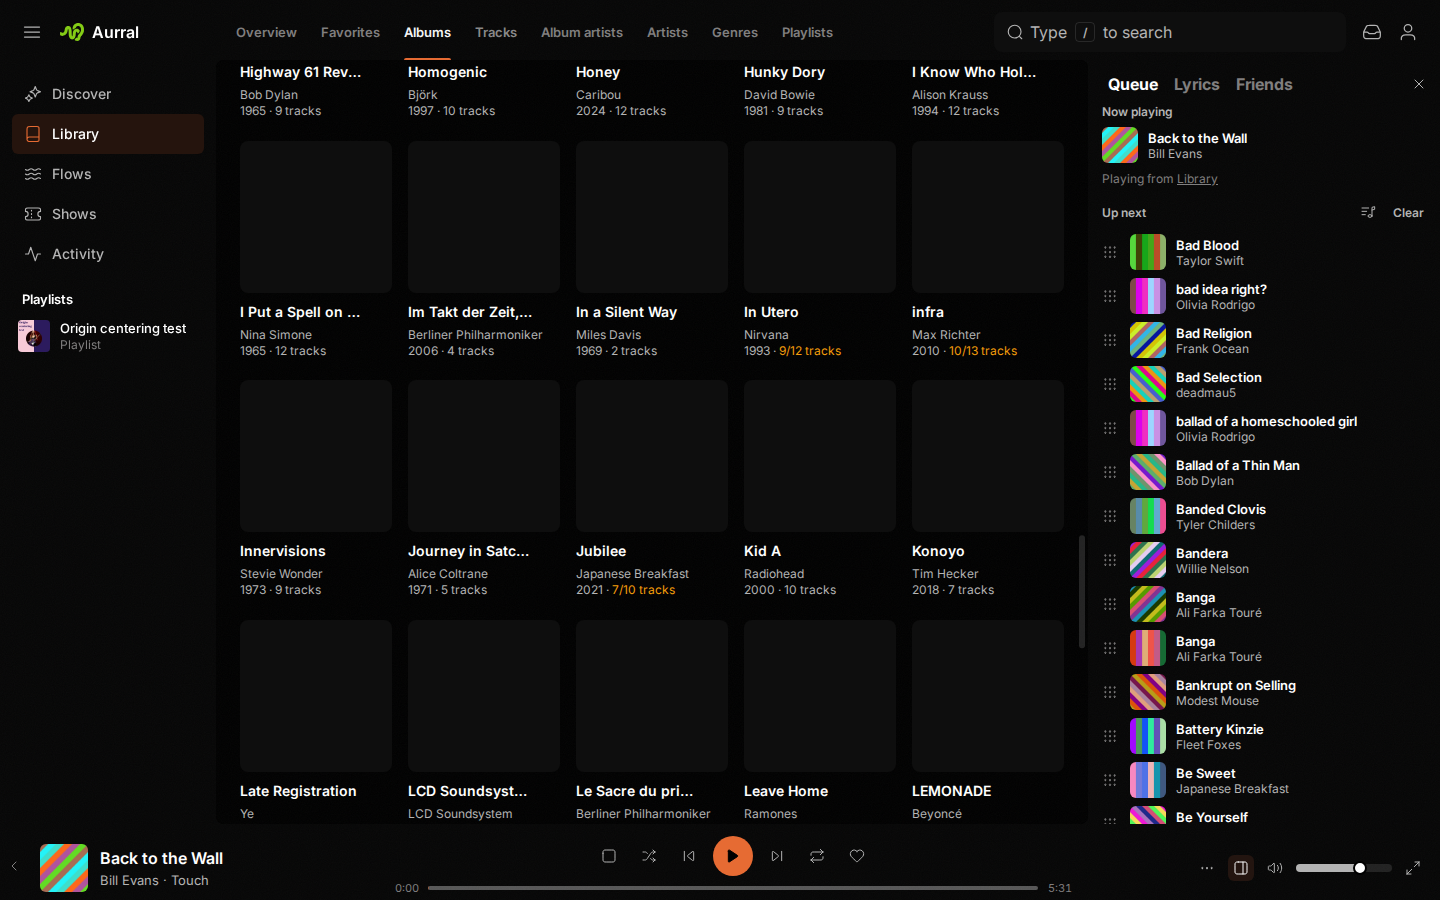 Aurral
Overview
Favorites
Albums
Tracks
Album artists
Artists
Genres
Playlists
Type / to search
Discover
Library
Flows
Shows
Activity
Playlists
Origin centering test
Playlist
Highway 61 Rev...
Bob Dylan
1965 · 9 tracks
Homogenic
Björk
1997 · 10 tracks
Honey
Caribou
2024 · 12 tracks
Hunky Dory
David Bowie
1981 · 9 tracks
I Know Who Hol...
Alison Krauss
1994 · 12 tracks
I Put a Spell on ...
Nina Simone
1965 · 12 tracks
Im Takt der Zeit,...
Berliner Philharmoniker
2006 · 4 tracks
In a Silent Way
Miles Davis
1969 · 2 tracks
In Utero
Nirvana
1993 · 9/12 tracks
infra
Max Richter
2010 · 10/13 tracks
Innervisions
Stevie Wonder
1973 · 9 tracks
Journey in Satc...
Alice Coltrane
1971 · 5 tracks
Jubilee
Japanese Breakfast
2021 · 7/10 tracks
Kid A
Radiohead
2000 · 10 tracks
Konoyo
Tim Hecker
2018 · 7 tracks
Late Registration
Ye
LCD Soundsyst...
LCD Soundsystem
Le Sacre du pri...
Berliner Philharmoniker
Leave Home
Ramones
LEMONADE
Beyoncé
Queue
Lyrics
Friends
Now playing
Back to the Wall
Bill Evans
Playing from Library
Up next
Clear
Bad Blood
Taylor Swift
bad idea right?
Olivia Rodrigo
Bad Religion
Frank Ocean
Bad Selection
deadmau5
ballad of a homeschooled girl
Olivia Rodrigo
Ballad of a Thin Man
Bob Dylan
Banded Clovis
Tyler Childers
Bandera
Willie Nelson
Banga
Ali Farka Touré
Banga
Ali Farka Touré
Bankrupt on Selling
Modest Mouse
Battery Kinzie
Fleet Foxes
Be Sweet
Japanese Breakfast
Be Yourself
Back to the Wall
Bill Evans · Touch
0:00
5:31